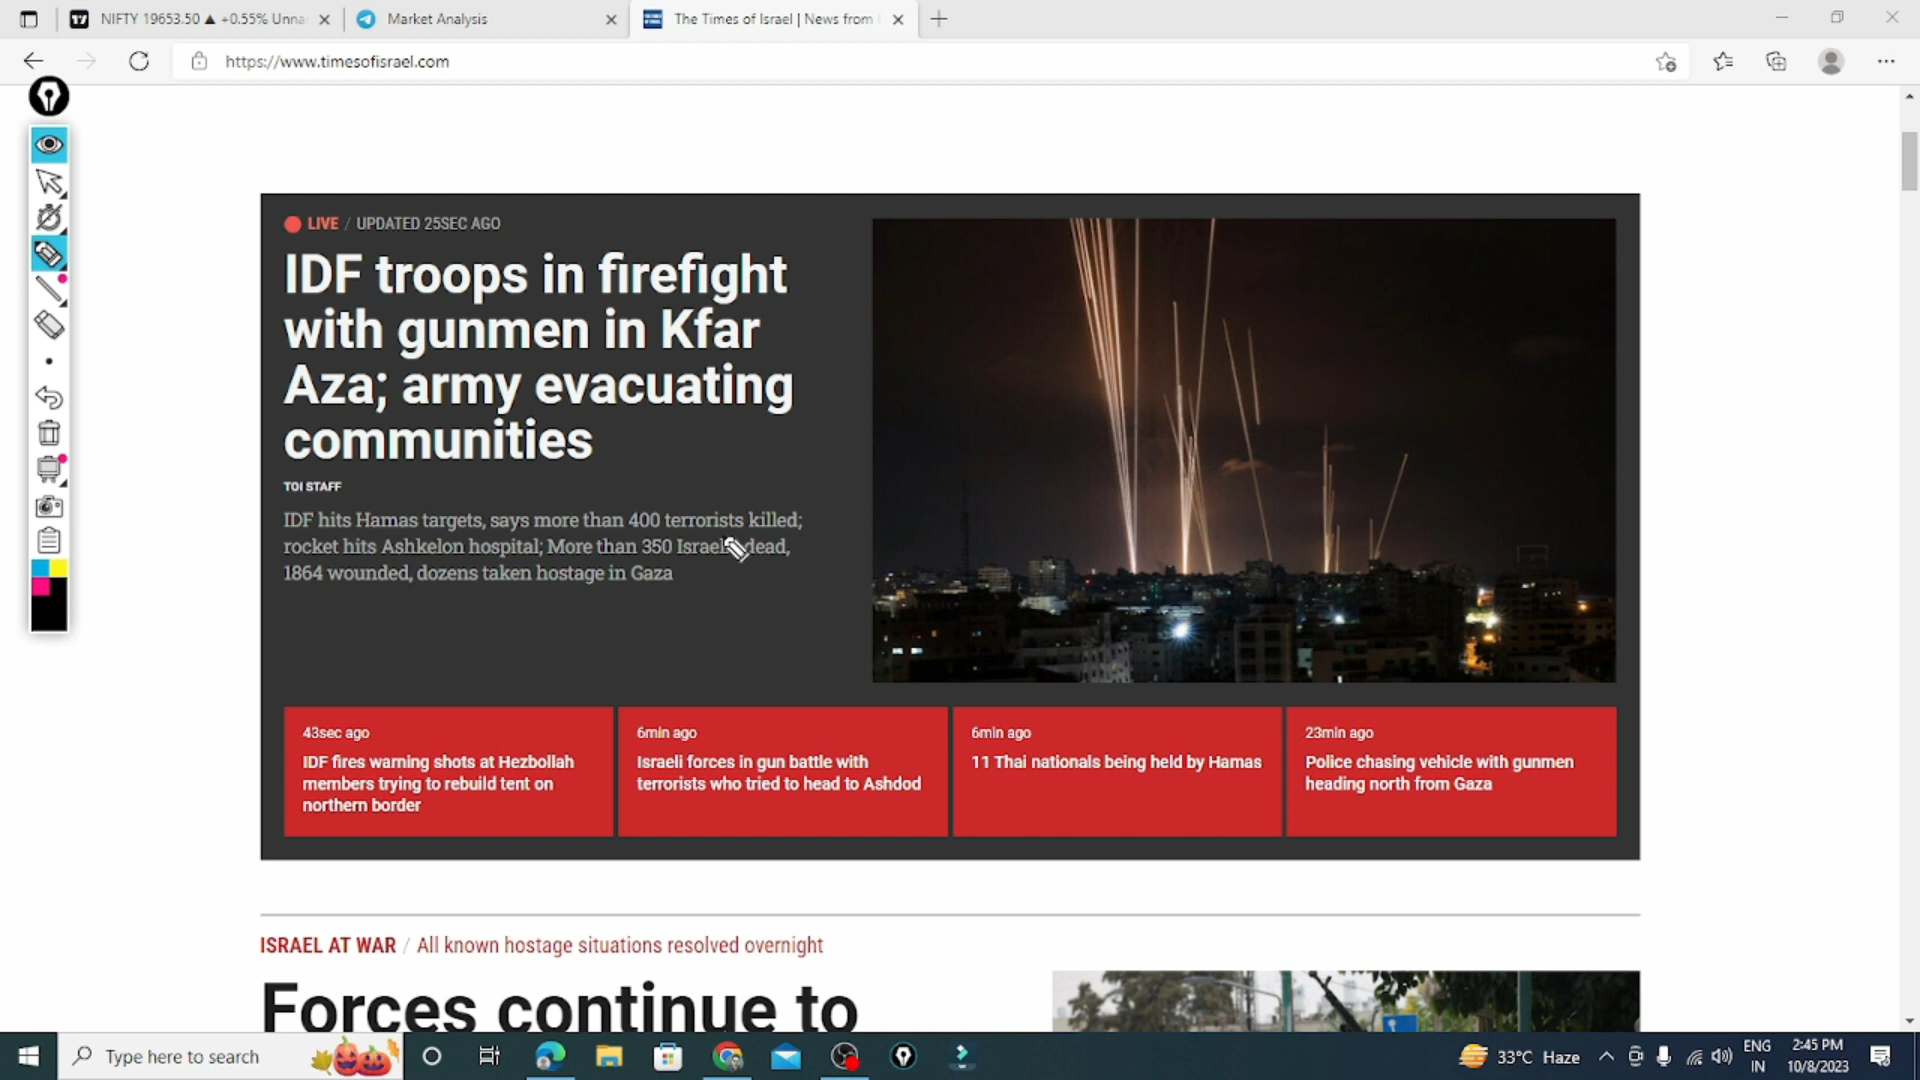 NIFTY 19653.50 ▲ +0.55% Unna
Market Analysis
The Times of Israel | News from
https://www.timesofisrael.com
LIVE / UPDATED 25SEC AGO
IDF troops in firefight
with gunmen in Kfar
Aza; army evacuating
communities
TOI STAFF
IDF hits Hamas targets, says more than 400 terrorists killed;
rocket hits Ashkelon hospital; More than 350 dead,
1864 wounded, dozens taken hostage in Gaza
43sec ago
IDF fires warning shots at Hezbollah
members trying to rebuild tent on
northern border
6min ago
Israeli forces in gun battle with
terrorists who tried to head to Ashdod
6min ago
11 Thai nationals being held by Hamas
23min ago
Police chasing vehicle with gunmen
heading north from Gaza
ISRAEL AT WAR / All known hostage situations resolved overnight
Forces continue to
Type here to search
33°C Haze
ENG
IN
2:45 PM
10/8/2023